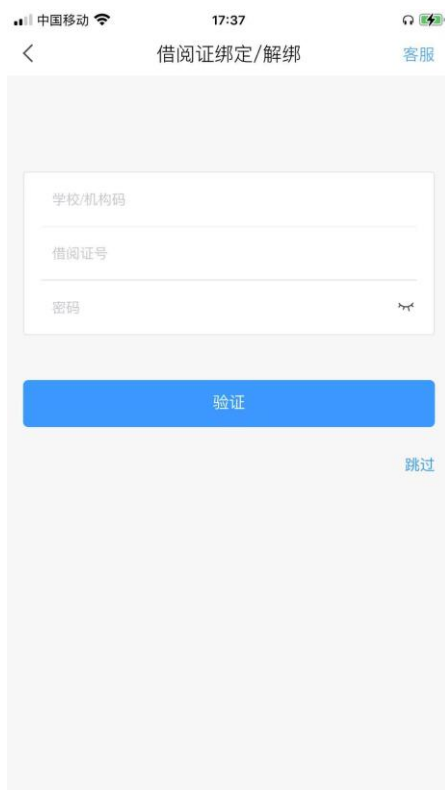 中国移动 17:37
借阅证绑定/解绑 客服
学校/机构码
借阅证号
密码
验证
跳过